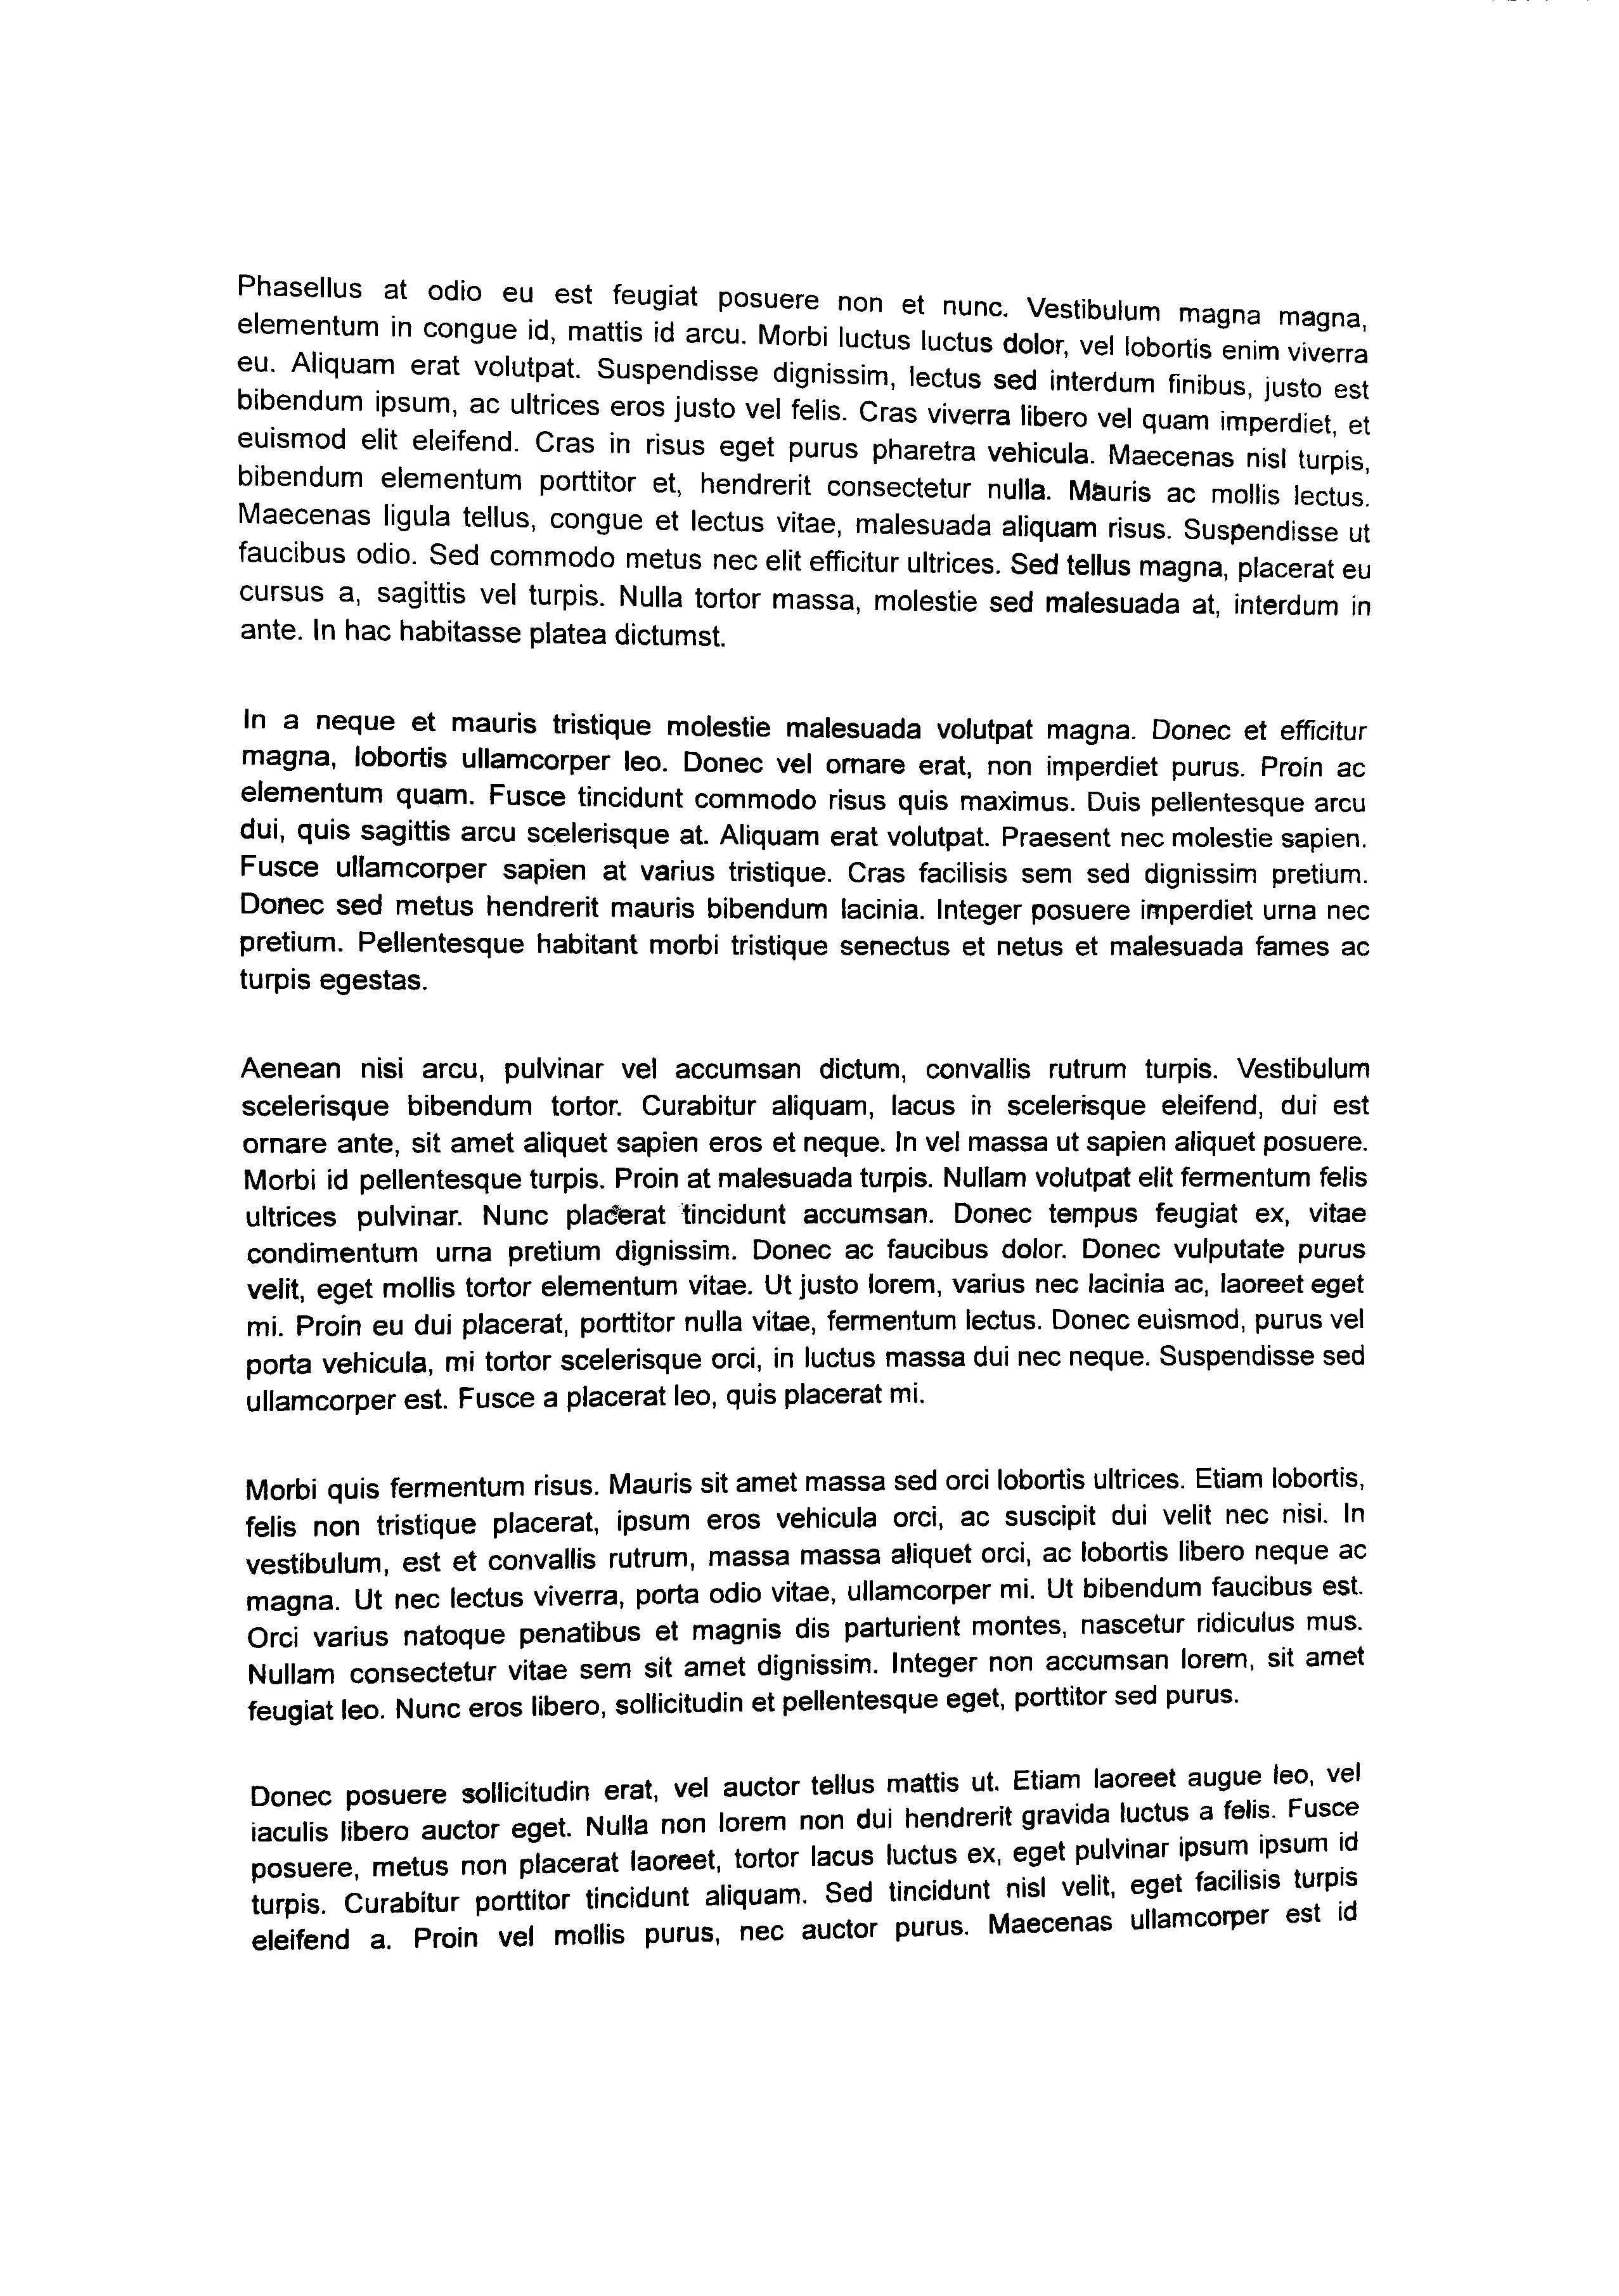 Phasellus at odio eu est feugiat posuere non et nunc. Vestibulum magna magna,
elementum in congue id, mattis id arcu. Morbi luctus luctus dolor, vel lobortis enim viverra
eu. Aliquam erat volutpat. Suspendisse dignissim, lectus sed interdum finibus, justo est
bibendum ipsum, ac ultrices eros justo vel felis. Cras viverra libero vel quam imperdiet, et
euismod elit eleifend. Cras in risus eget purus pharetra vehicula. Maecenas nisl turpis,
bibendum elementum porttitor et, hendrerit consectetur nulla. Mauris ac mollis lectus.
Maecenas ligula tellus, congue et lectus vitae, malesuada aliquam risus. Suspendisse ut
faucibus odio. Sed commodo metus nec elit efficitur ultrices. Sed tellus magna, placerat eu
cursus a, sagittis vel turpis. Nulla tortor massa, molestie sed malesuada at, interdum in
ante. In hac habitasse platea dictumst.
In a neque et mauris tristique molestie malesuada volutpat magna. Donec et efficitur
magna, lobortis ullamcorper leo. Donec vel ornare erat, non imperdiet purus. Proin ac
elementum quam. Fusce tincidunt commodo risus quis maximus. Duis pellentesque arcu
dui, quis sagittis arcu scelerisque at. Aliquam erat volutpat. Praesent nec molestie sapien.
Fusce ullamcorper sapien at varius tristique. Cras facilisis sem sed dignissim pretium.
Donec sed metus hendrerit mauris bibendum lacinia. Integer posuere imperdiet urna nec
pretium. Pellentesque habitant morbi tristique senectus et netus et malesuada fames ac
turpis egestas.
Aenean nisi arcu, pulvinar vel accumsan dictum, convallis rutrum turpis. Vestibulum
scelerisque bibendum tortor. Curabitur aliquam, lacus in scelerisque eleifend, dui est
ornare ante, sit amet aliquet sapien eros et neque. In vel massa ut sapien aliquet posuere.
Morbi id pellentesque turpis. Proin at malesuada turpis. Nullam volutpat elit fermentum felis
ultrices pulvinar. Nunc placerat tincidunt accumsan. Donec tempus feugiat ex, vitae
condimentum urna pretium dignissim. Donec ac faucibus dolor. Donec vulputate purus
velit, eget mollis tortor elementum vitae. Ut justo lorem, varius nec lacinia ac, laoreet eget
mi. Proin eu dui placerat, porttitor nulla vitae, fermentum lectus. Donec euismod, purus vel
porta vehicula, mi tortor scelerisque orci, in luctus massa dui nec neque. Suspendisse sed
ullamcorper est. Fusce a placerat leo, quis placerat mi.
Morbi quis fermentum risus. Mauris sit amet massa sed orci lobortis ultrices. Etiam lobortis,
felis non tristique placerat, ipsum eros vehicula orci, ac suscipit dui velit nec nisi. In
vestibulum, est et convallis rutrum, massa massa aliquet orci, ac lobortis libero neque ac
magna. Ut nec lectus viverra, porta odio vitae, ullamcorper mi. Ut bibendum faucibus est.
Orci varius natoque penatibus et magnis dis parturient montes, nascetur ridiculus mus.
Nullam consectetur vitae sem sit amet dignissim. Integer non accumsan lorem, sit amet
feugiat leo. Nunc eros libero, sollicitudin et pellentesque eget, porttitor sed purus.
Donec posuere sollicitudin erat, vel auctor tellus mattis ut. Etiam laoreet augue leo, vel
iaculis libero auctor eget. Nulla non lorem non dui hendrerit gravida luctus a felis. Fusce
posuere, metus non placerat laoreet, tortor lacus luctus ex, eget pulvinar ipsum ipsum id
turpis. Curabitur porttitor tincidunt aliquam. Sed tincidunt nisl velit, eget facilisis turpis
eleifend a. Proin vel mollis purus, nec auctor purus. Maecenas ullamcorper est id